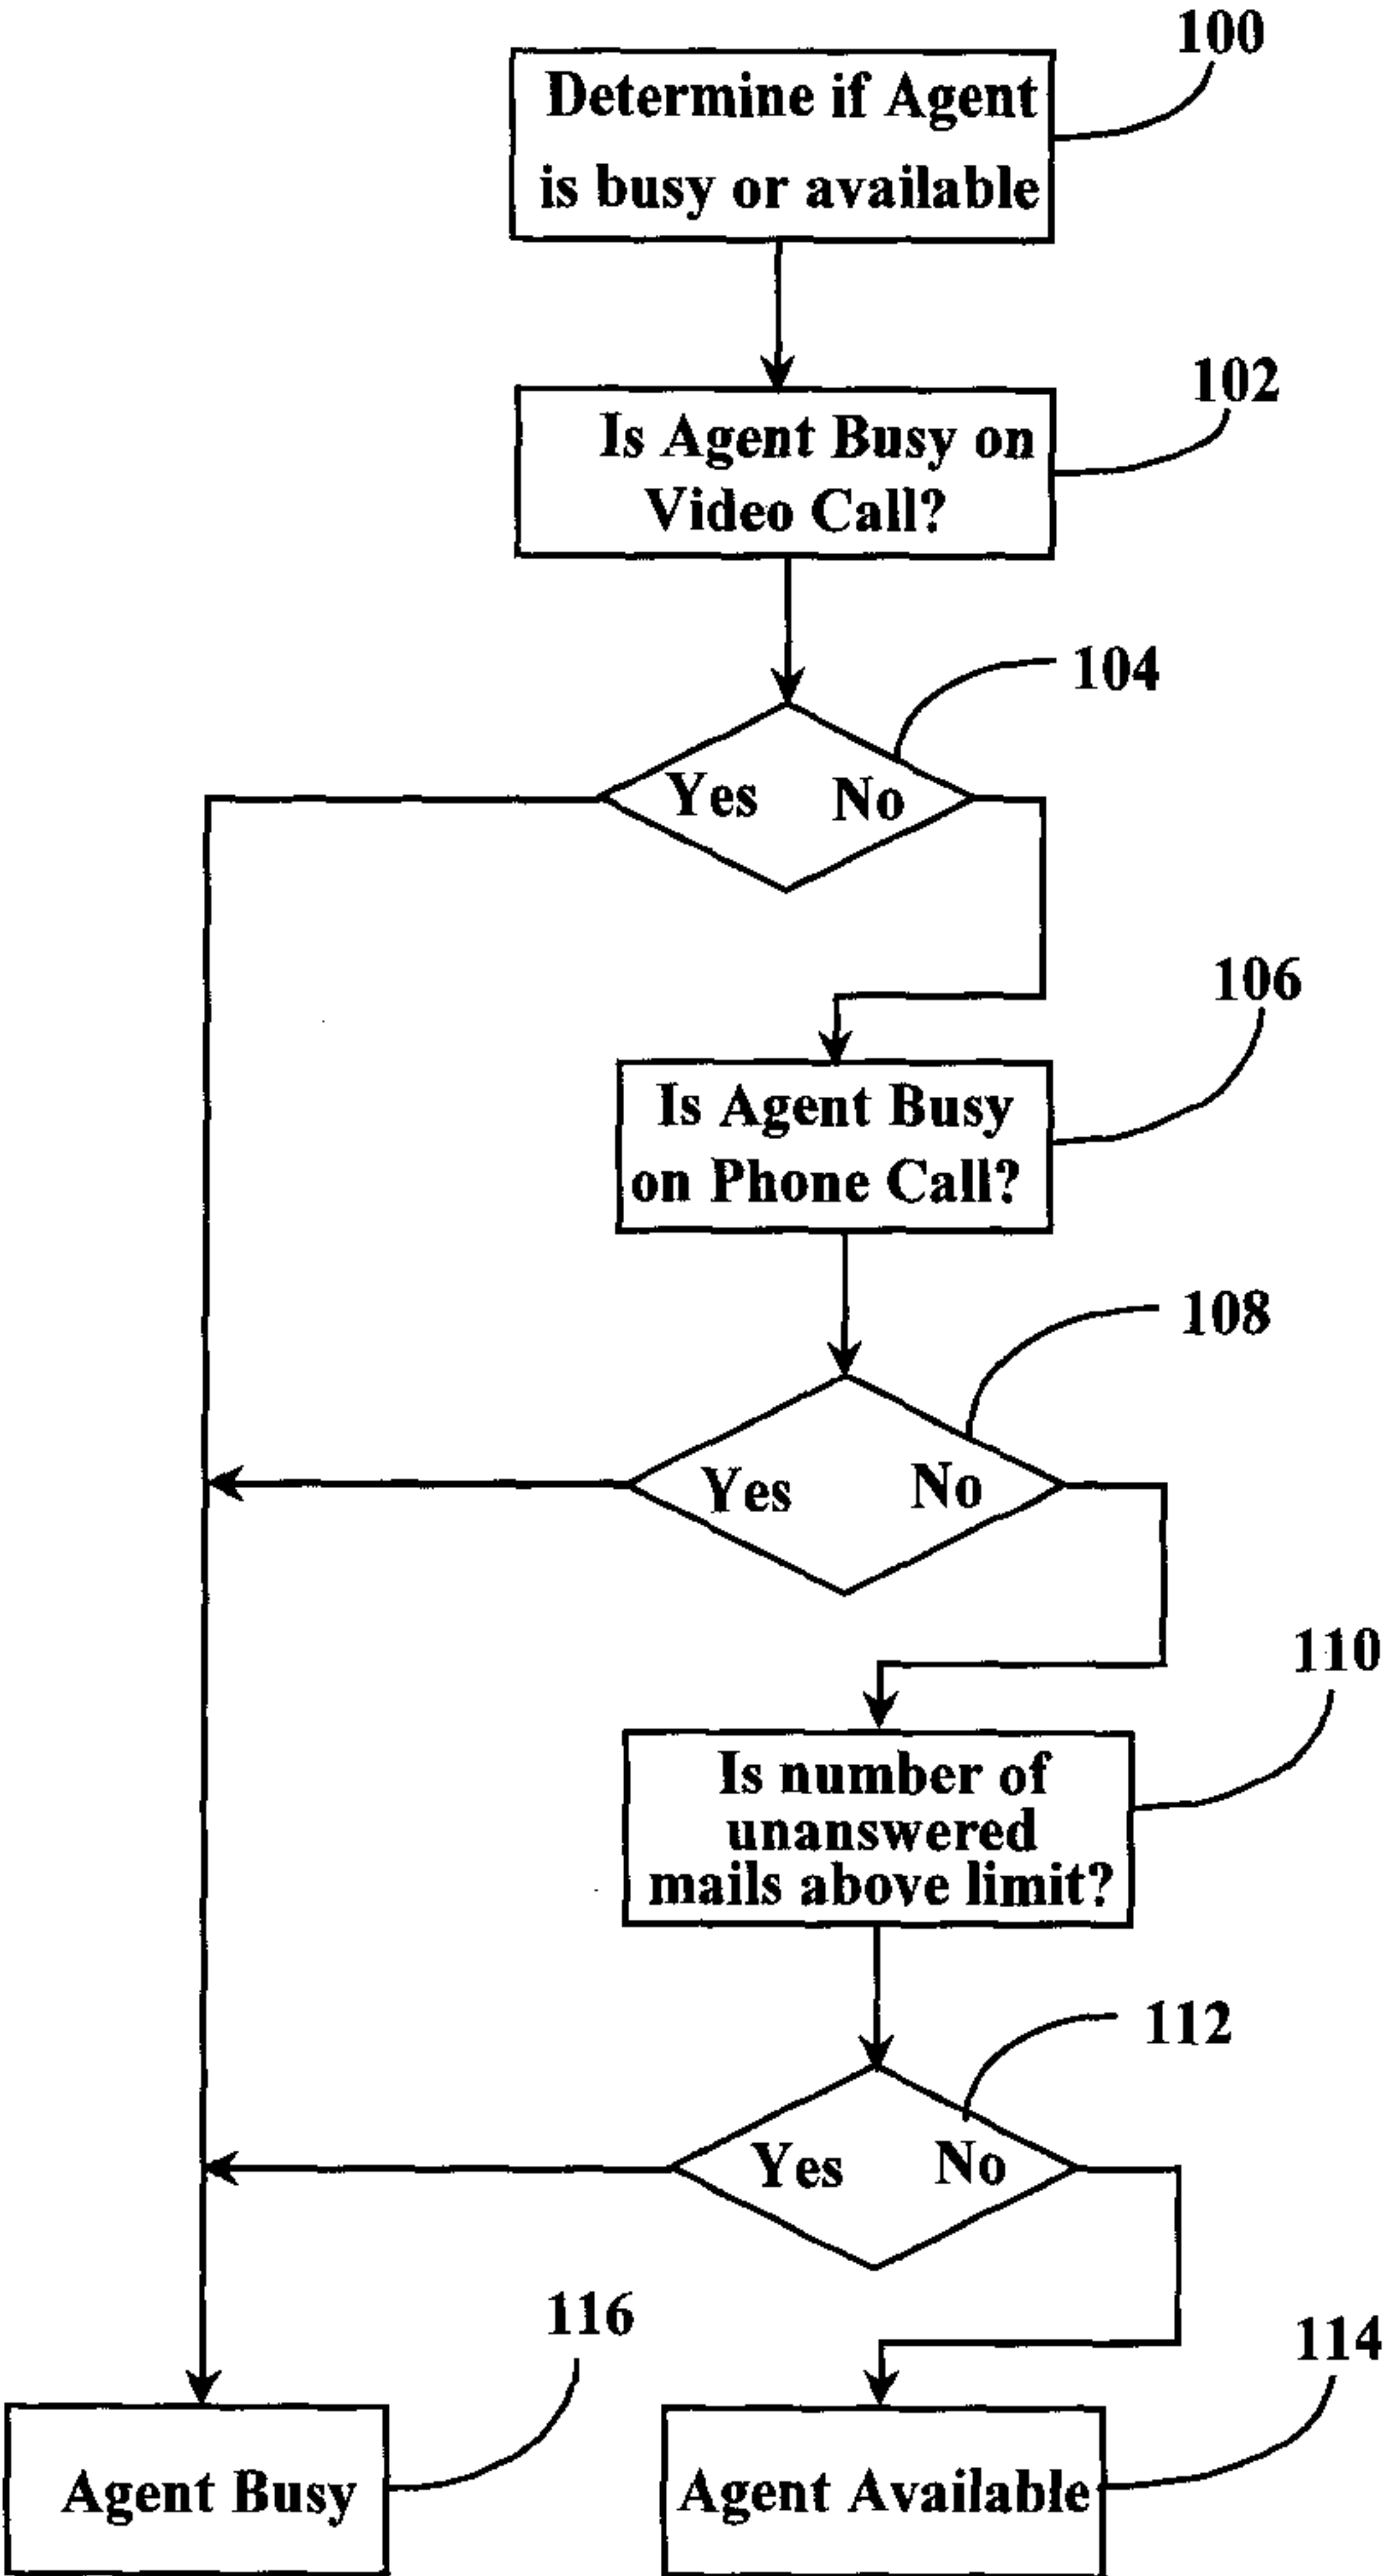 100
Determine if Agent
is busy or available
102
Is Agent Busy on
Video Call?
104
Yes No
106
Is Agent Busy
on Phone Call?
108
Yes No
110
Is number of
unanswered
mails above limit?
112
Yes No
116
114
Agent Busy
Agent Available